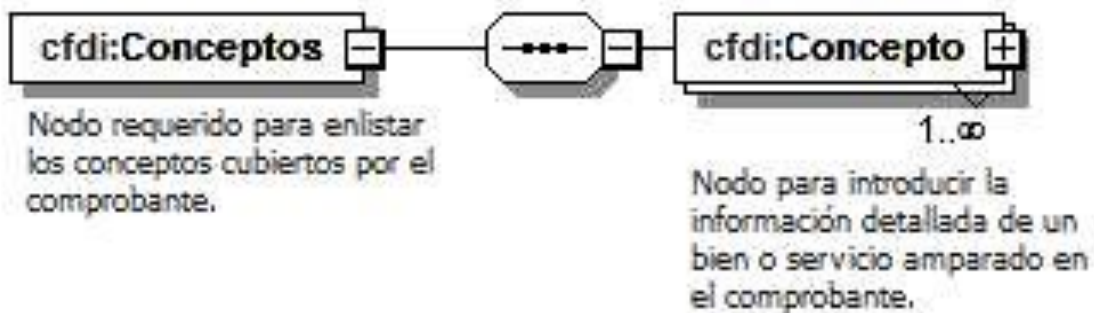 cfdi:Conceptos
cfdi:Concepto
1..∞
Nodo requerido para enlistar
los conceptos cubiertos por el
comprobante.
Nodo para introducir la
información detallada de un
bien o servicio amparado en
el comprobante.